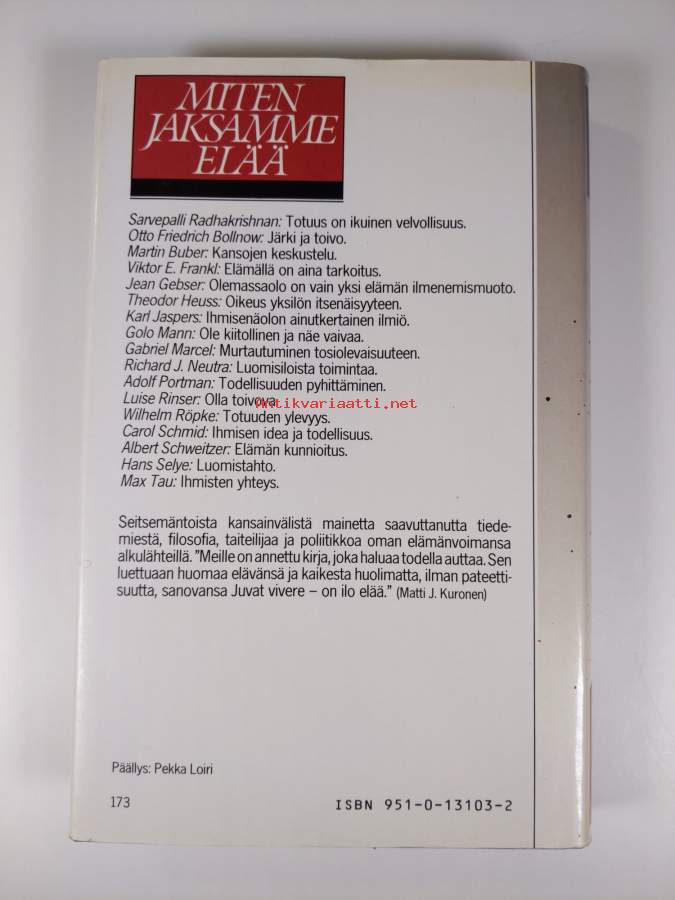 MITEN
JAKSAMME
ELÄÄ
Sarvepalli Radhakrishnan: Totuus on ikuinen velvollisuus.
Otto Friedrich Bollnow: Järki ja toivo.
Martin Buber: Kansojen keskustelu.
Viktor E. Frankl: Elämällä on aina tarkoitus.
Jean Gebser: Olemassaolo on vain yksi elämän ilmenemismuoto.
Theodor Heuss: Oikeus yksilön itsenäisyyteen.
Karl Jaspers: Ihmisenäolon ainutkertainen ilmiö.
Golo Mann: Ole kiitollinen ja näe vaivaa.
Gabriel Marcel: Murtautuminen tosiolevaisuuteen.
Richard J. Neutra: Luomisiloista toimintaa.
Adolf Portman: Todellisuuden pyhittäminen.
Luise Rinser: Olla toivova.
antikvariaatti.net
Wilhelm Röpke: Totuuden ylevyys.
Carol Schmid: Ihmisen idea ja todellisuus.
Albert Schweitzer: Elämän kunnioitus.
Hans Selye: Luomistahto.
Max Tau: Ihmisten yhteys.
Seitsemäntoista kansainvälistä mainetta saavuttanutta tiede-
miestä, filosofia, taiteilijaa ja poliitikkoa oman elämänvoimansa
alkulähteillä. ”Meille on annettu kirja, joka haluaa todella auttaa. Sen
luettuaan huomaa elävänsä ja kaikesta huolimatta, ilman pateetti-
suutta, sanovansa Juvat vivere – on ilo elää.” (Matti J. Kuronen)
Päällys: Pekka Loiri
173
ISBN 951-0-13103-2